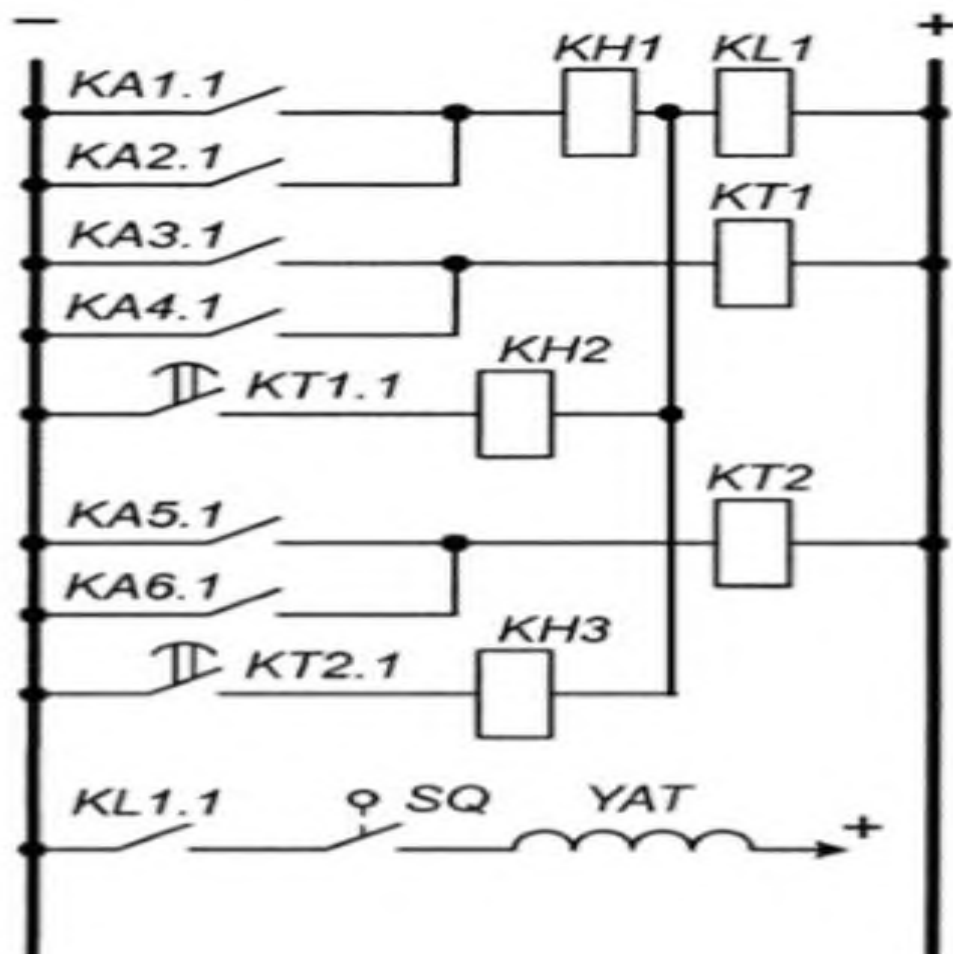 − +
KH1 KL1
KA1.1
KA2.1
KT1
KA3.1
KA4.1
KH2
KT1.1
KT2
KA5.1
KA6.1
KH3
KT2.1
KL1.1 SQ YAT +